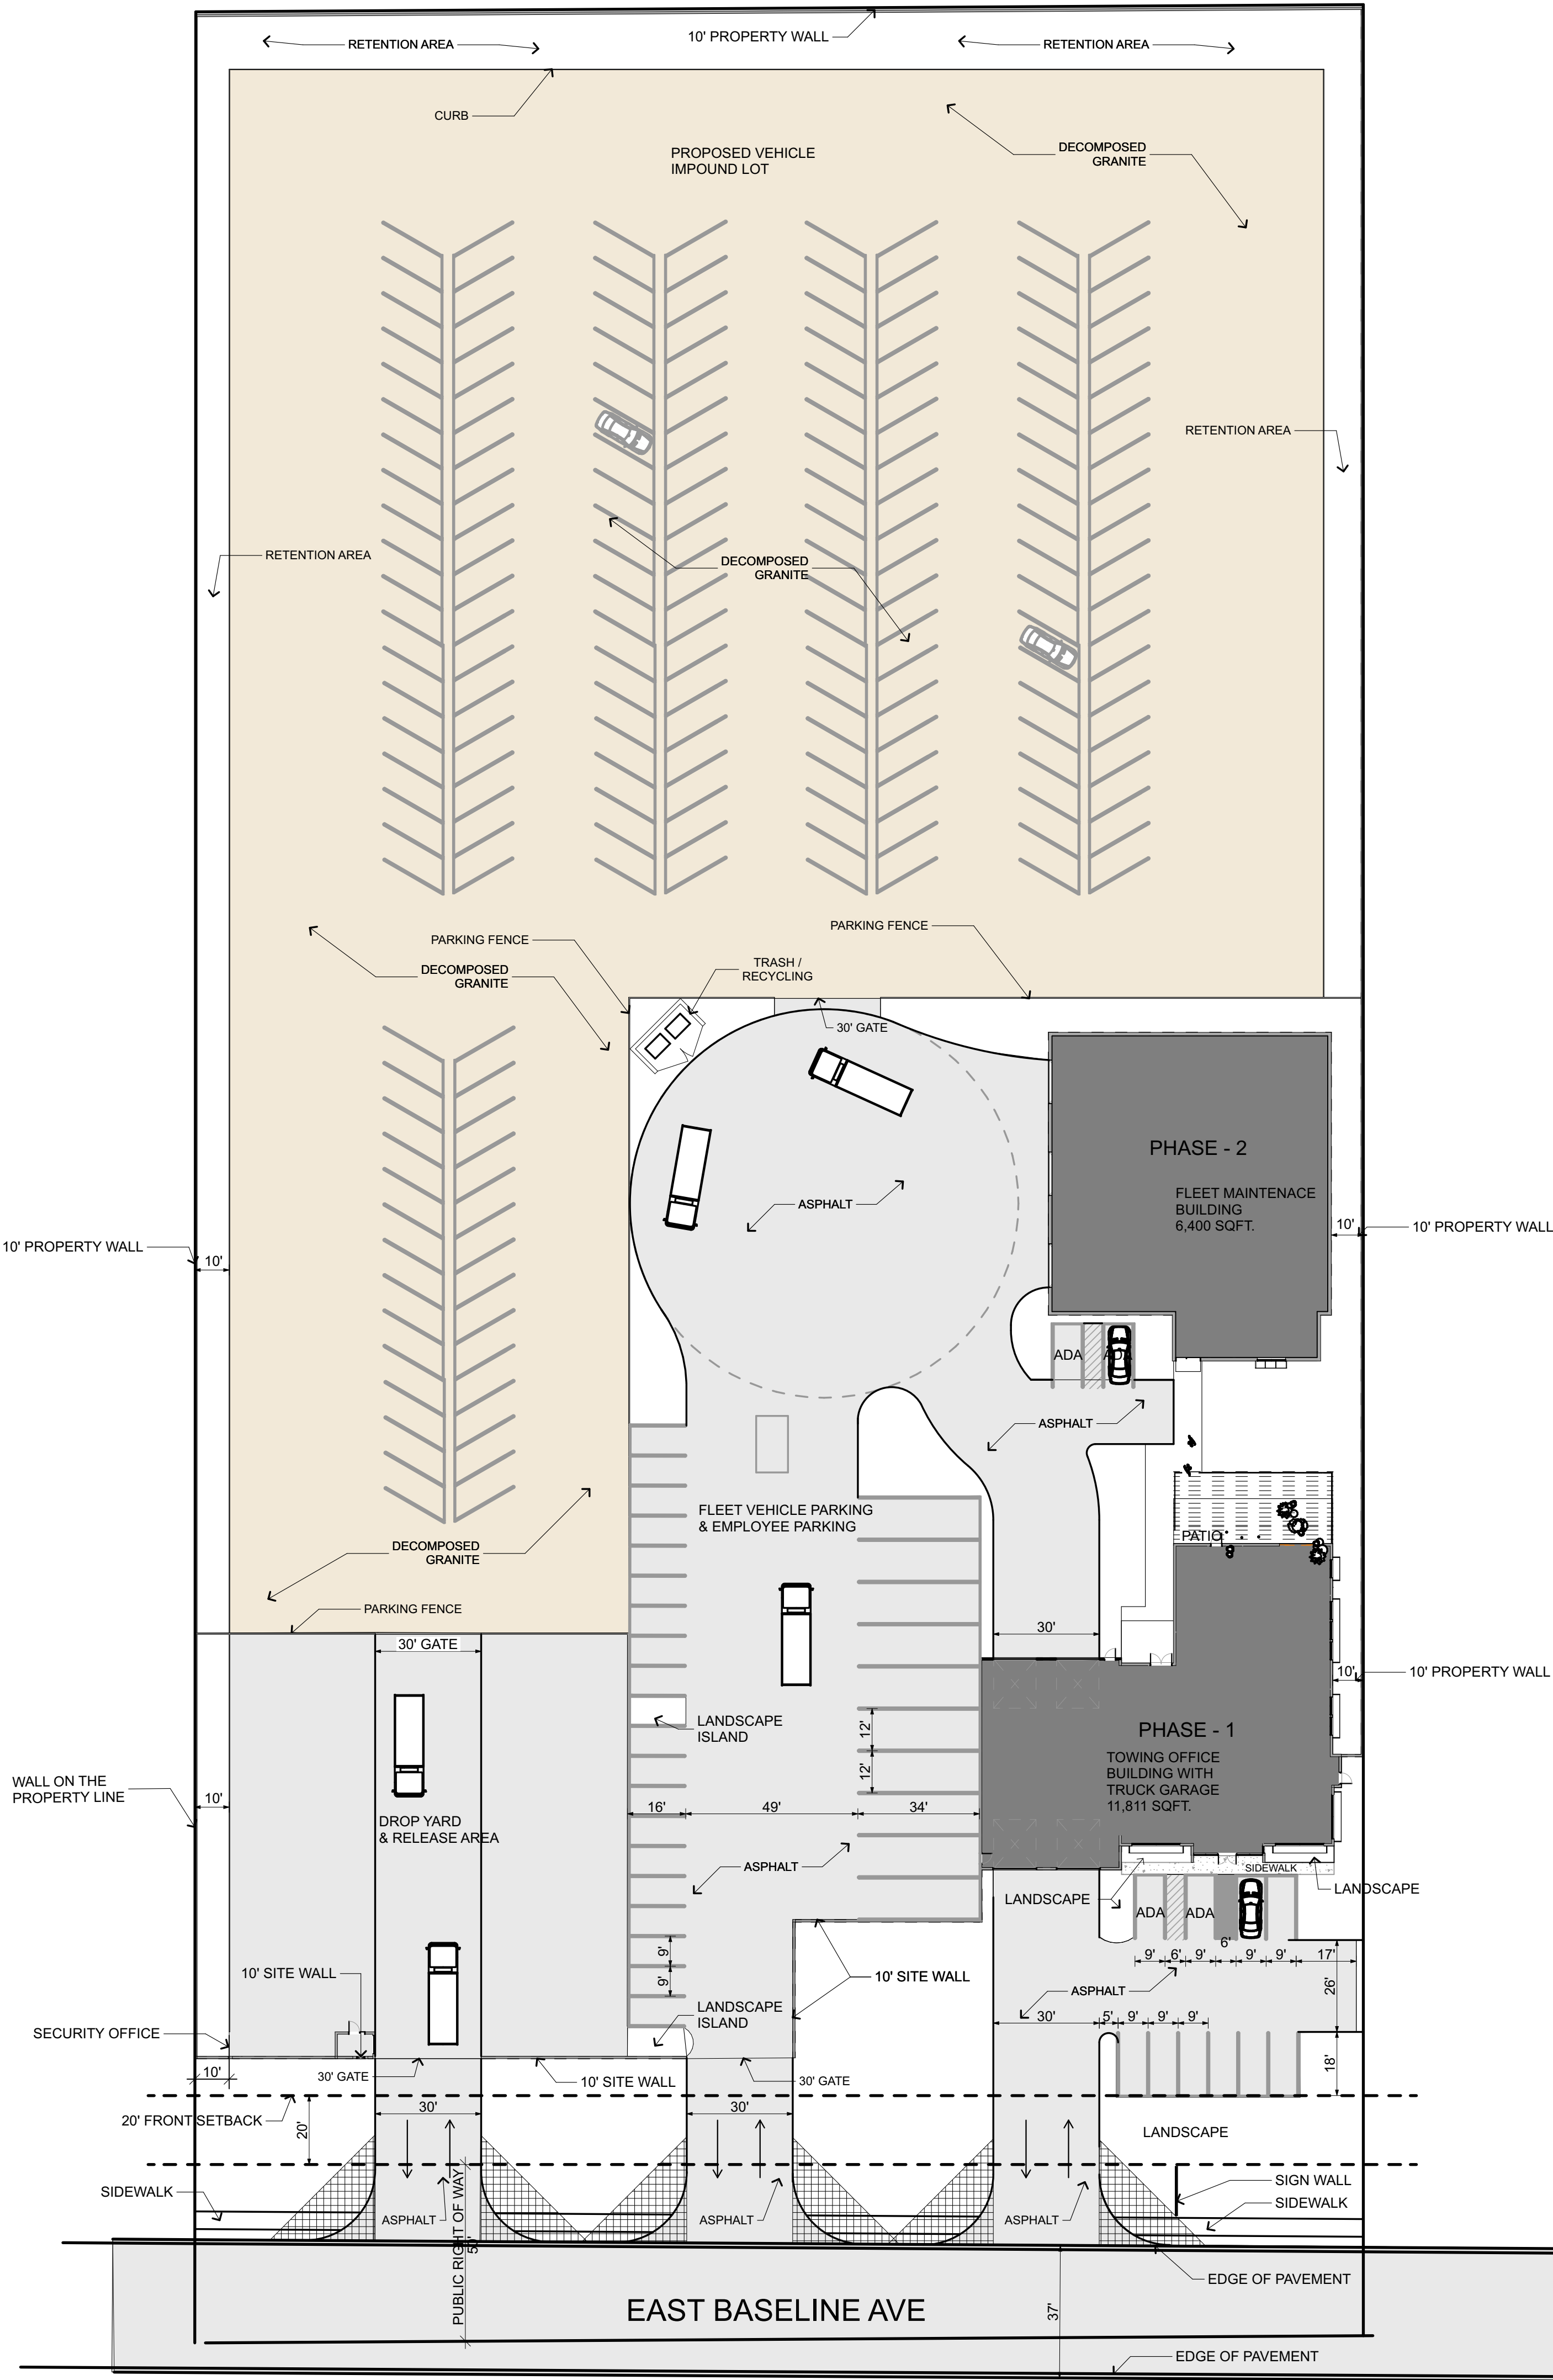 10' PROPERTY WALL
RETENTION AREA
RETENTION AREA
CURB
PROPOSED VEHICLE
IMPOUND LOT
DECOMPOSED
GRANITE
RETENTION AREA
RETENTION AREA
DECOMPOSED
GRANITE
PARKING FENCE
PARKING FENCE
DECOMPOSED
GRANITE
TRASH /
RECYCLING
30' GATE
PHASE - 2
FLEET MAINTENACE
BUILDING
6,400 SQFT.
ASPHALT
10'
10' PROPERTY WALL
10' PROPERTY WALL
10'
ADA
ADA
ASPHALT
FLEET VEHICLE PARKING
& EMPLOYEE PARKING
PATIO
DECOMPOSED
GRANITE
PARKING FENCE
30' GATE
30'
10'
10' PROPERTY WALL
LANDSCAPE
ISLAND
12'
12'
PHASE - 1
TOWING OFFICE
BUILDING WITH
TRUCK GARAGE
11,811 SQFT.
WALL ON THE
PROPERTY LINE
10'
16'
49'
34'
DROP YARD
& RELEASE AREA
ASPHALT
SIDEWALK
LANDSCAPE
LANDSCAPE
ADA
ADA
6'
9'
6'
9'
9'
9'
17'
9'
9'
10' SITE WALL
10' SITE WALL
ASPHALT
26'
LANDSCAPE
ISLAND
30'
5'
9'
9'
9'
SECURITY OFFICE
18'
10'
30' GATE
10' SITE WALL
30' GATE
20' FRONT SETBACK
20'
30'
30'
LANDSCAPE
SIGN WALL
SIDEWALK
SIDEWALK
ASPHALT
ASPHALT
ASPHALT
PUBLIC RIGHT OF WAY
50'
EDGE OF PAVEMENT
EAST BASELINE AVE
37'
EDGE OF PAVEMENT